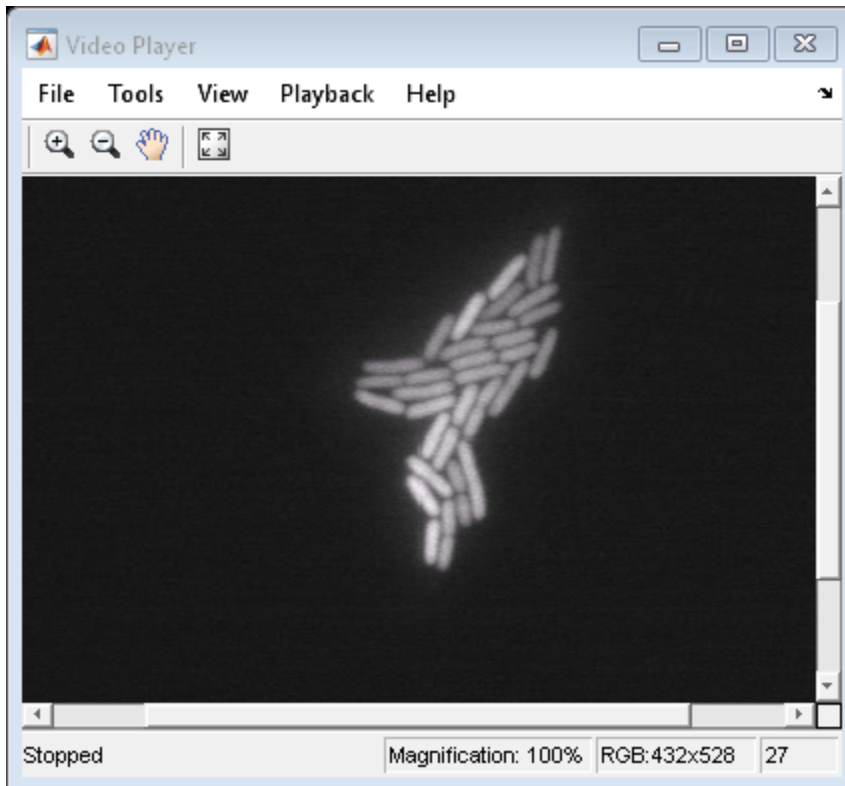 Video Player
File Tools View Playback Help
Stopped Magnification: 100% RGB:432x528 27